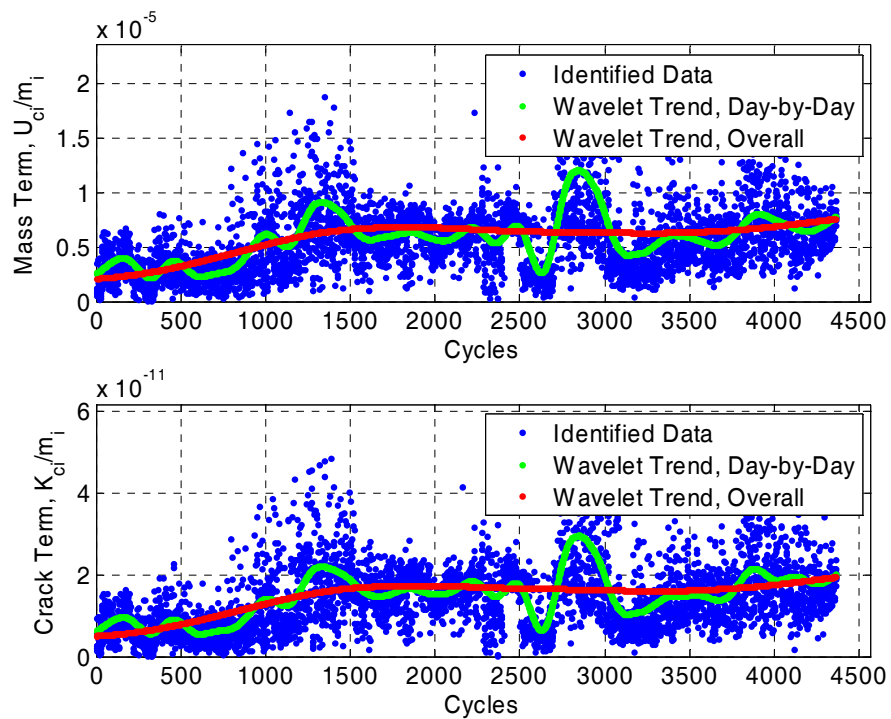 x 10^-5
Mass Term, U_ci/m_i
2
1.5
1
0.5
0
Identified Data
Wavelet Trend, Day-by-Day
Wavelet Trend, Overall
0 500 1000 1500 2000 2500 3000 3500 4000 4500
Cycles
x 10^-11
Crack Term, K_ci/m_i
6
4
2
0
Identified Data
Wavelet Trend, Day-by-Day
Wavelet Trend, Overall
0 500 1000 1500 2000 2500 3000 3500 4000 4500
Cycles